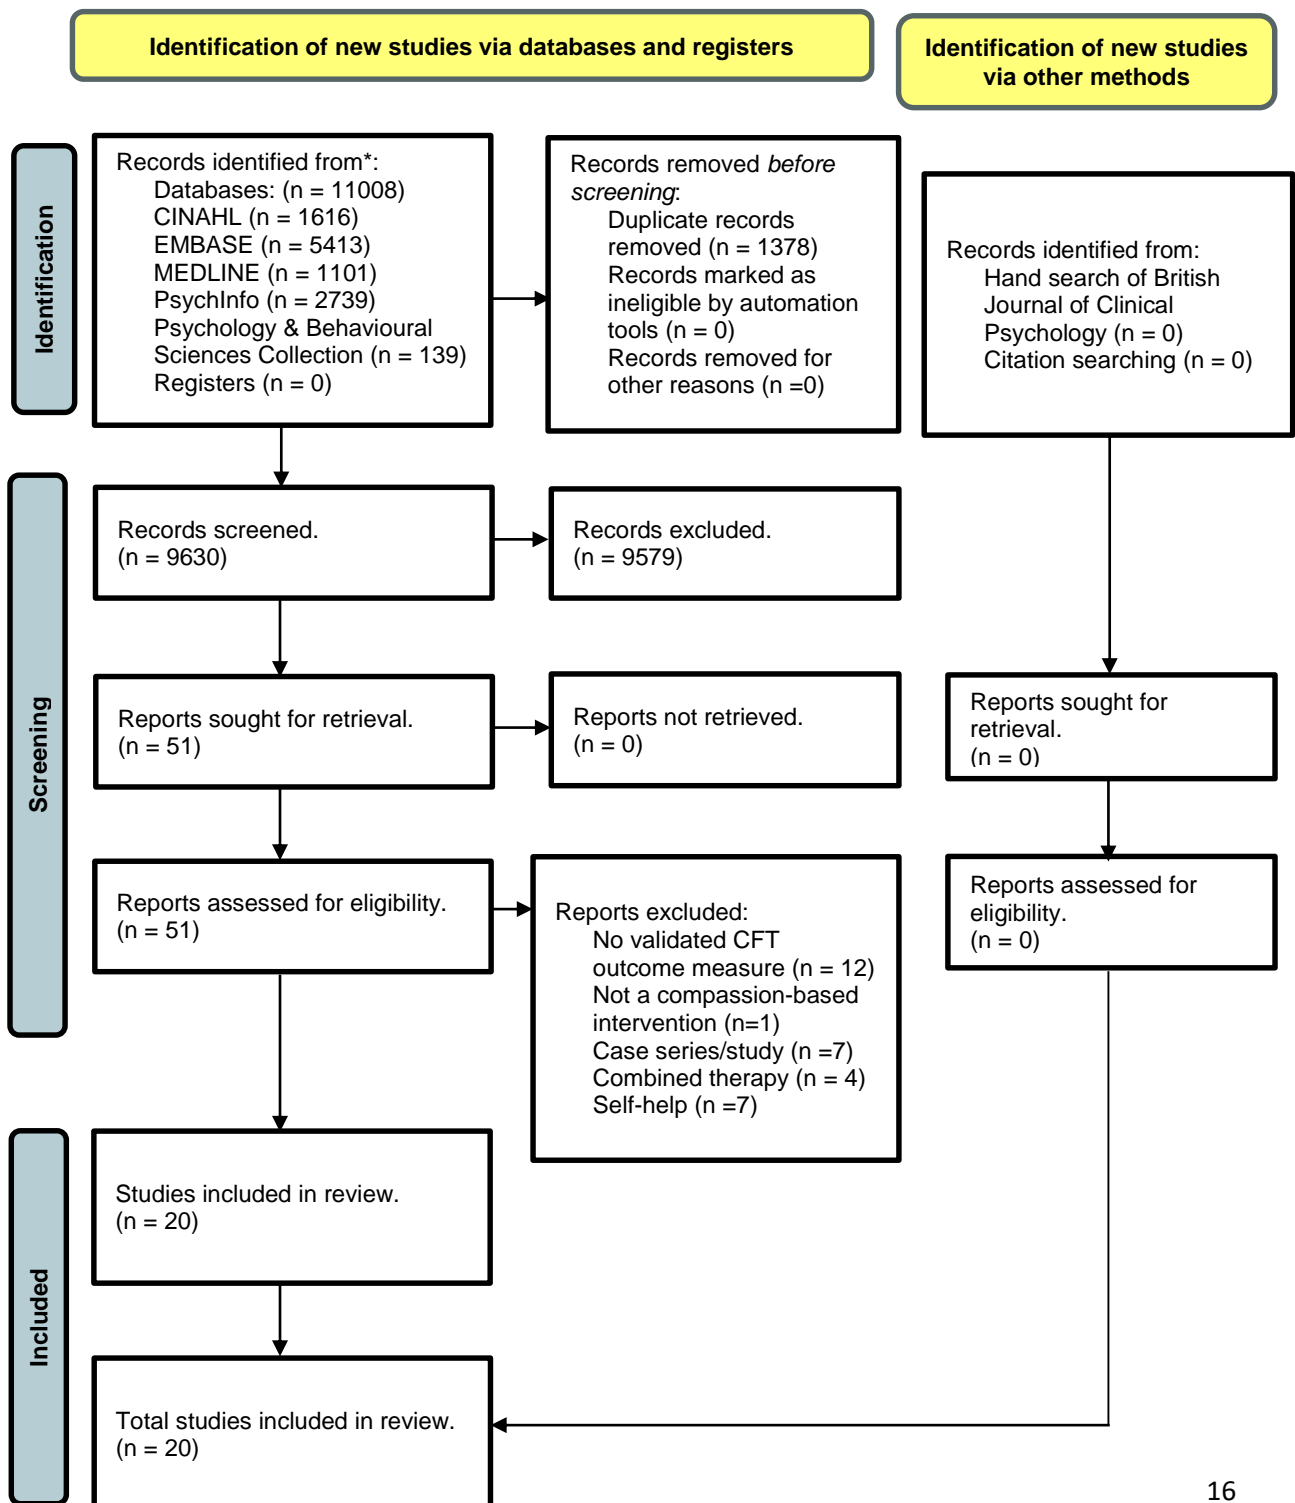 Identification of new studies via databases and registers
Identification of new studies
via other methods
Identification
Records identified from*:
Databases: (n = 11008)
CINAHL (n = 1616)
EMBASE (n = 5413)
MEDLINE (n = 1101)
PsychInfo (n = 2739)
Psychology & Behavioural
Sciences Collection (n = 139)
Registers (n = 0)
Records removed before
screening:
Duplicate records
removed (n = 1378)
Records marked as
ineligible by automation
tools (n = 0)
Records removed for
other reasons (n =0)
Records identified from:
Hand search of British
Journal of Clinical
Psychology (n = 0)
Citation searching (n = 0)
Screening
Records screened.
(n = 9630)
Records excluded.
(n = 9579)
Reports sought for retrieval.
(n = 51)
Reports not retrieved.
(n = 0)
Reports sought for
retrieval.
(n = 0)
Reports assessed for eligibility.
(n = 51)
Reports excluded:
No validated CFT
outcome measure (n = 12)
Not a compassion-based
intervention (n=1)
Case series/study (n =7)
Combined therapy (n = 4)
Self-help (n =7)
Reports assessed for
eligibility.
(n = 0)
Included
Studies included in review.
(n = 20)
Total studies included in review.
(n = 20)
16